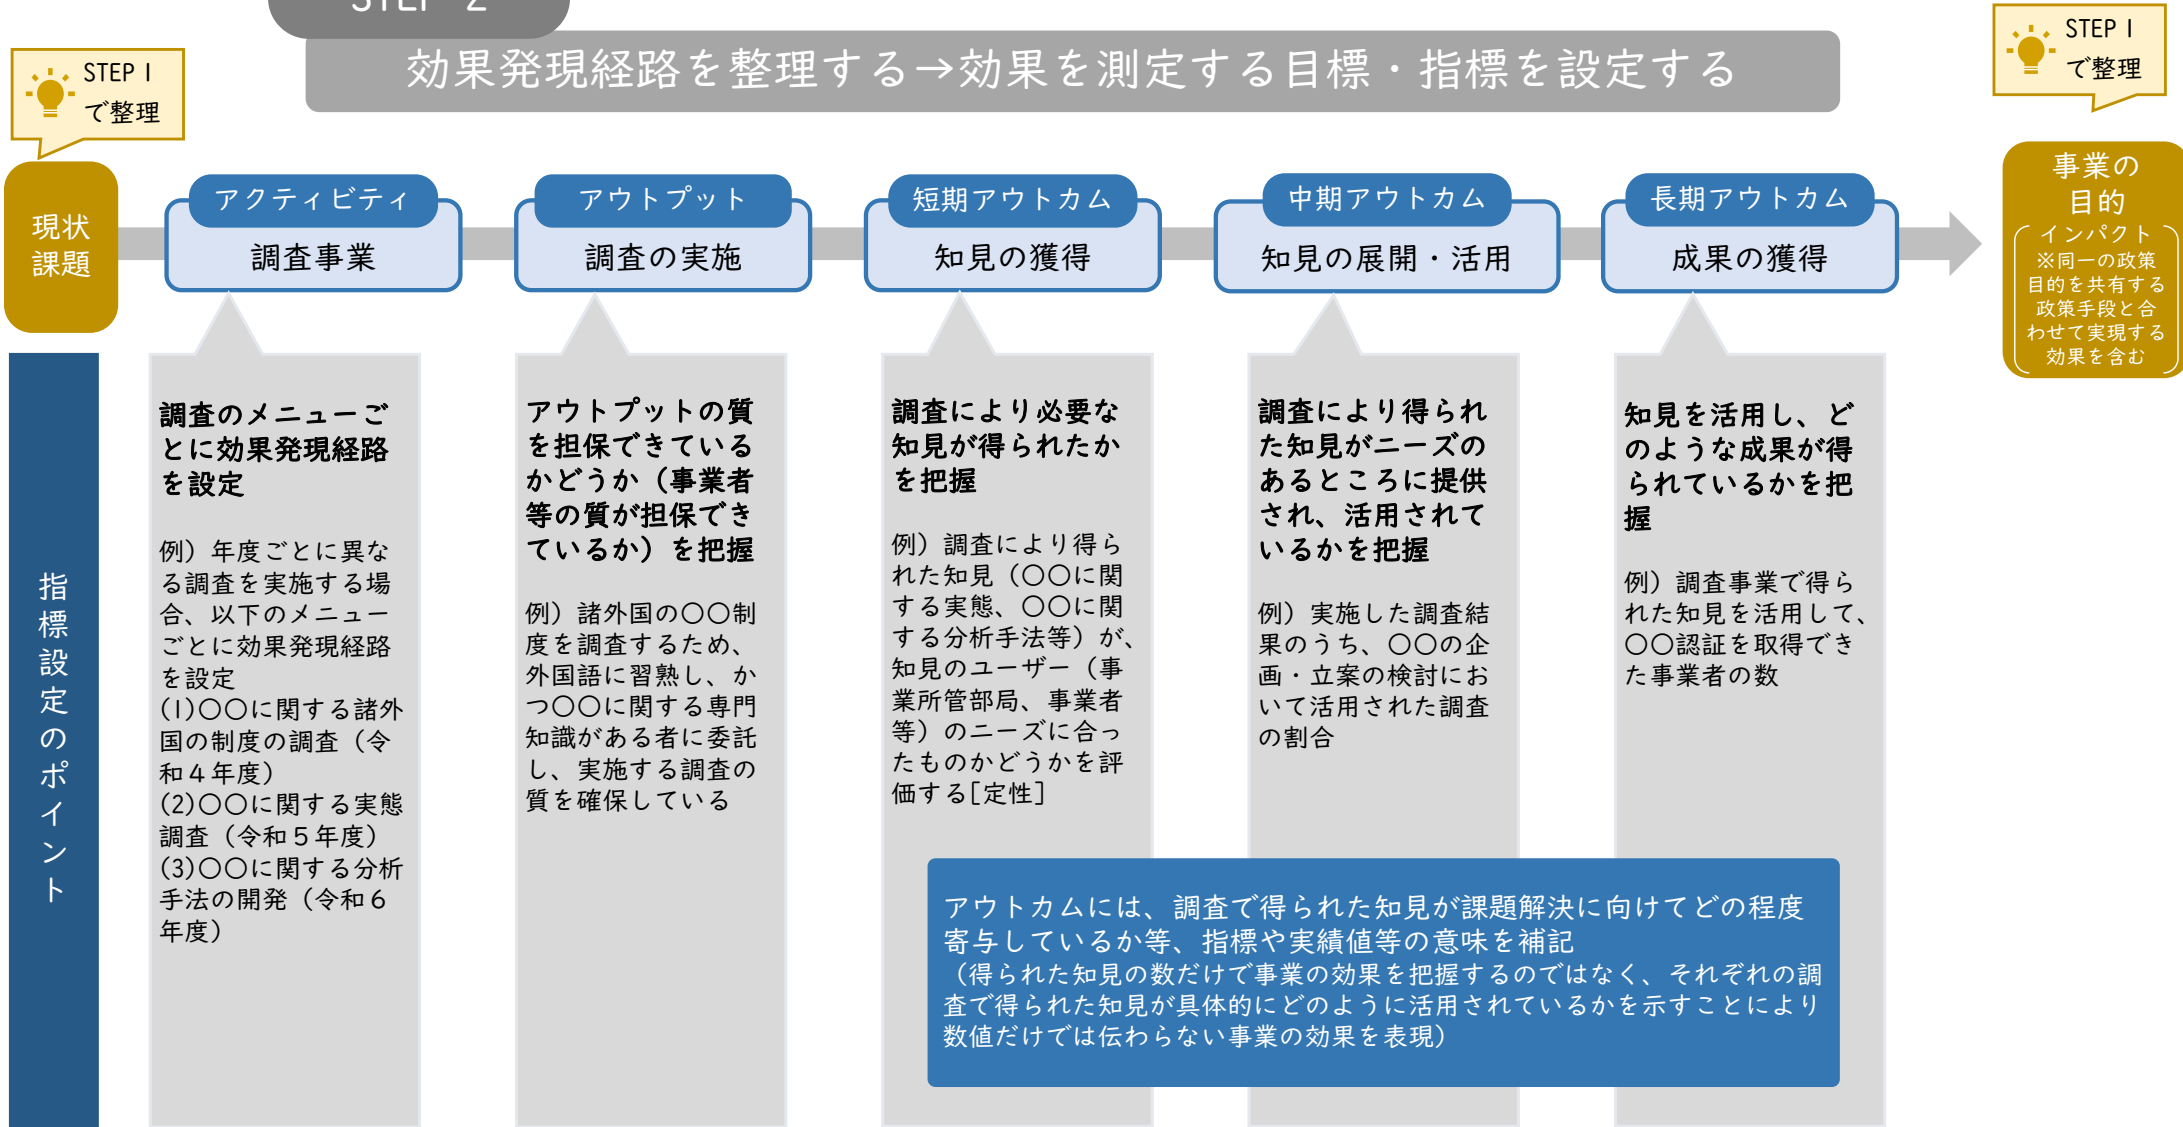 STEP 2
効果発現経路を整理する→効果を測定する目標・指標を設定する
STEP 1
で整理
STEP 1
で整理
現状
課題
アクティビティ
調査事業
アウトプット
調査の実施
短期アウトカム
知見の獲得
中期アウトカム
知見の展開・活用
長期アウトカム
成果の獲得
事業の
目的
インパクト
※同一の政策
目的を共有する
政策手段と合
わせて実現する
効果を含む
指標設定のポイント
調査のメニューご
とに効果発現経路
を設定
例）年度ごとに異な
る調査を実施する場
合、以下のメニュー
ごとに効果発現経路
を設定
(1)〇〇に関する諸外
国の制度の調査（令
和４年度）
(2)〇〇に関する実態
調査（令和５年度）
(3)〇〇に関する分析
手法の開発（令和６
年度）
アウトプットの質
を担保できている
かどうか（事業者
等の質が担保でき
ているか）を把握
例）諸外国の〇〇制
度を調査するため、
外国語に習熟し、か
つ〇〇に関する専門
知識がある者に委託
し、実施する調査の
質を確保している
調査により必要な
知見が得られたか
を把握
例）調査により得ら
れた知見（〇〇に関
する実態、〇〇に関
する分析手法等）が、
知見のユーザー（事
業所管部局、事業者
等）のニーズに合っ
たものかどうかを評
価する[定性]
調査により得られ
た知見がニーズの
あるところに提供
され、活用されて
いるかを把握
例）実施した調査結
果のうち、〇〇の企
画・立案の検討にお
いて活用された調査
の割合
知見を活用し、ど
のような成果が得
られているかを把
握
例）調査事業で得ら
れた知見を活用して、
〇〇認証を取得でき
た事業者の数
アウトカムには、調査で得られた知見が課題解決に向けてどの程度
寄与しているか等、指標や実績値等の意味を補記
（得られた知見の数だけで事業の効果を把握するのではなく、それぞれの調
査で得られた知見が具体的にどのように活用されているかを示すことにより
数値だけでは伝わらない事業の効果を表現）